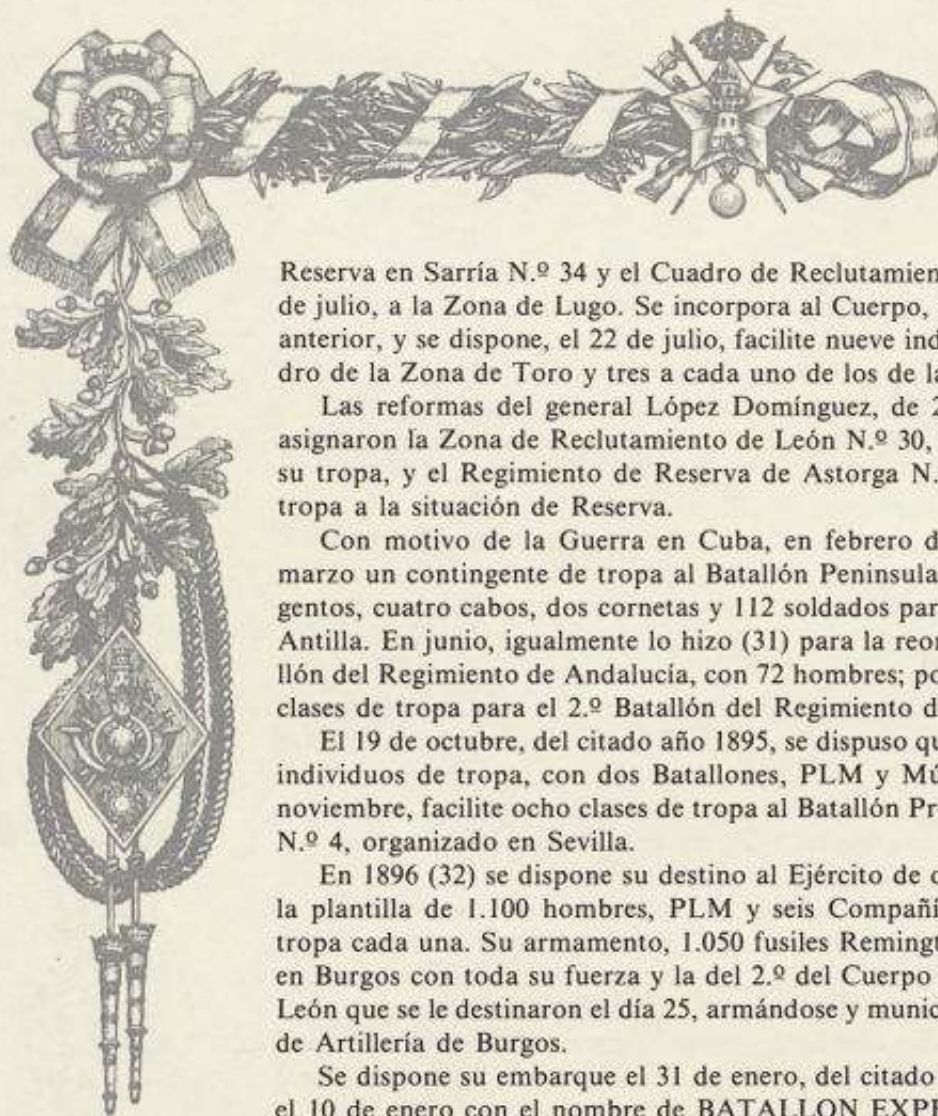 Reserva en Sarría N.º 34 y el Cuadro de Reclutamien
de julio, a la Zona de Lugo. Se incorpora al Cuerpo,
anterior, y se dispone, el 22 de julio, facilite nueve ind
dro de la Zona de Toro y tres a cada uno de los de la
Las reformas del general López Domínguez, de 2
asignaron la Zona de Reclutamiento de León N.º 30,
su tropa, y el Regimiento de Reserva de Astorga N.
tropa a la situación de Reserva.
Con motivo de la Guerra en Cuba, en febrero d
marzo un contingente de tropa al Batallón Peninsula
gentos, cuatro cabos, dos cornetas y 112 soldados par
Antilla. En junio, igualmente lo hizo (31) para la reor
llón del Regimiento de Andalucía, con 72 hombres; po
clases de tropa para el 2.º Batallón del Regimiento d
El 19 de octubre, del citado año 1895, se dispuso qu
individuos de tropa, con dos Batallones, PLM y Mú
noviembre, facilite ocho clases de tropa al Batallón Pr
N.º 4, organizado en Sevilla.
En 1896 (32) se dispone su destino al Ejército de o
la plantilla de 1.100 hombres, PLM y seis Compañí
tropa cada una. Su armamento, 1.050 fusiles Remingt
en Burgos con toda su fuerza y la del 2.º del Cuerpo
León que se le destinaron el día 25, armándose y munic
de Artillería de Burgos.
Se dispone su embarque el 31 de enero, del citado
el 10 de enero con el nombre de BATALLON EXPE